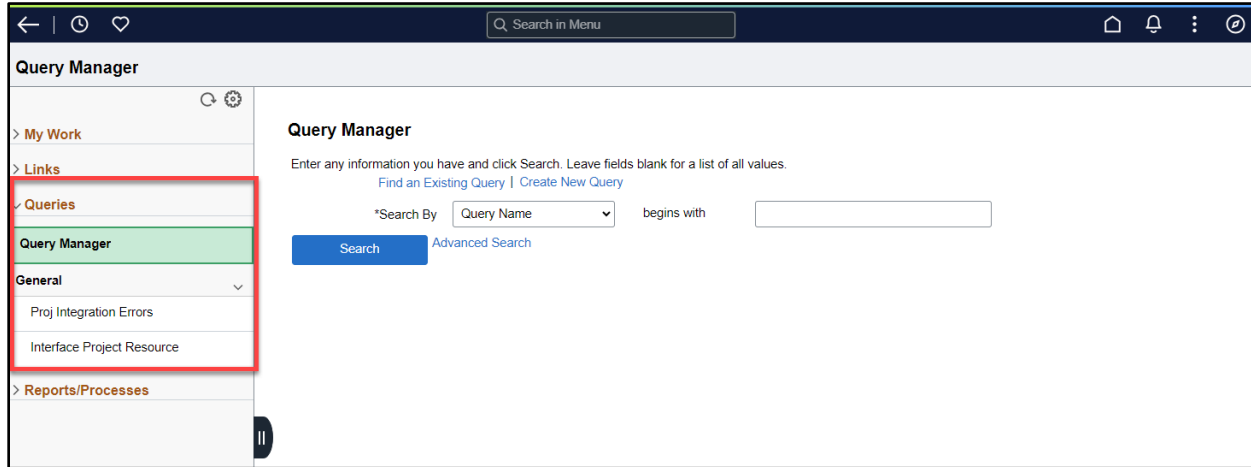 Search in Menu
Query Manager
My Work
Links
Queries
Query Manager
General
Proj Integration Errors
Interface Project Resource
Reports/Processes
Query Manager
Enter any information you have and click Search. Leave fields blank for a list of all values.
Find an Existing Query | Create New Query
*Search By Query Name begins with
Search Advanced Search